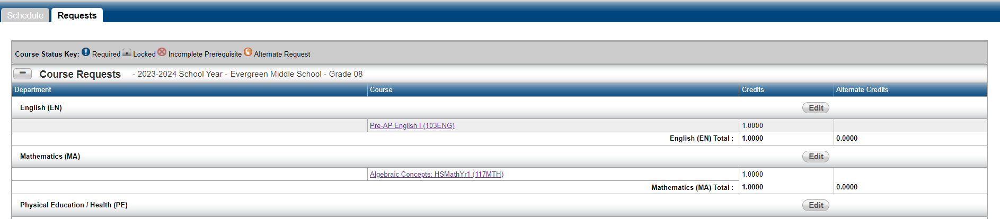 Schedule Requests
Course Status Key: Required Locked Incomplete Prerequisite Alternate Request
Course Requests - 2023-2024 School Year - Evergreen Middle School - Grade 08
Department Course Credits Alternate Credits
English (EN) Edit
Pre-AP English I (103ENG) 1.0000
English (EN) Total : 1.0000 0.0000
Mathematics (MA) Edit
Algebraic Concepts: HSMathYr1 (117MTH) 1.0000
Mathematics (MA) Total : 1.0000 0.0000
Physical Education / Health (PE) Edit